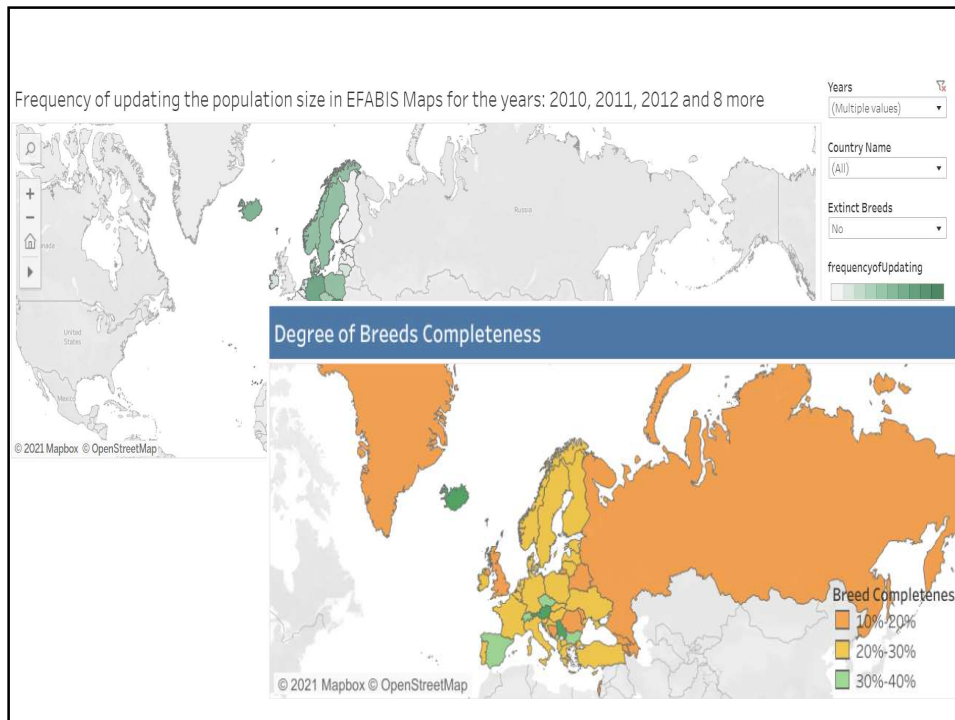 Frequency of updating the population size in EFABIS Maps for the years: 2010, 2011, 2012 and 8 more
Years
(Multiple values)
Country Name
(All)
Extinct Breeds
No
frequencyofUpdating
Russia
United
States
Mexico
© 2021 Mapbox © OpenStreetMap
Degree of Breeds Completeness
Breed Completenes
10%-20%
20%-30%
30%-40%
© 2021 Mapbox © OpenStreetMap